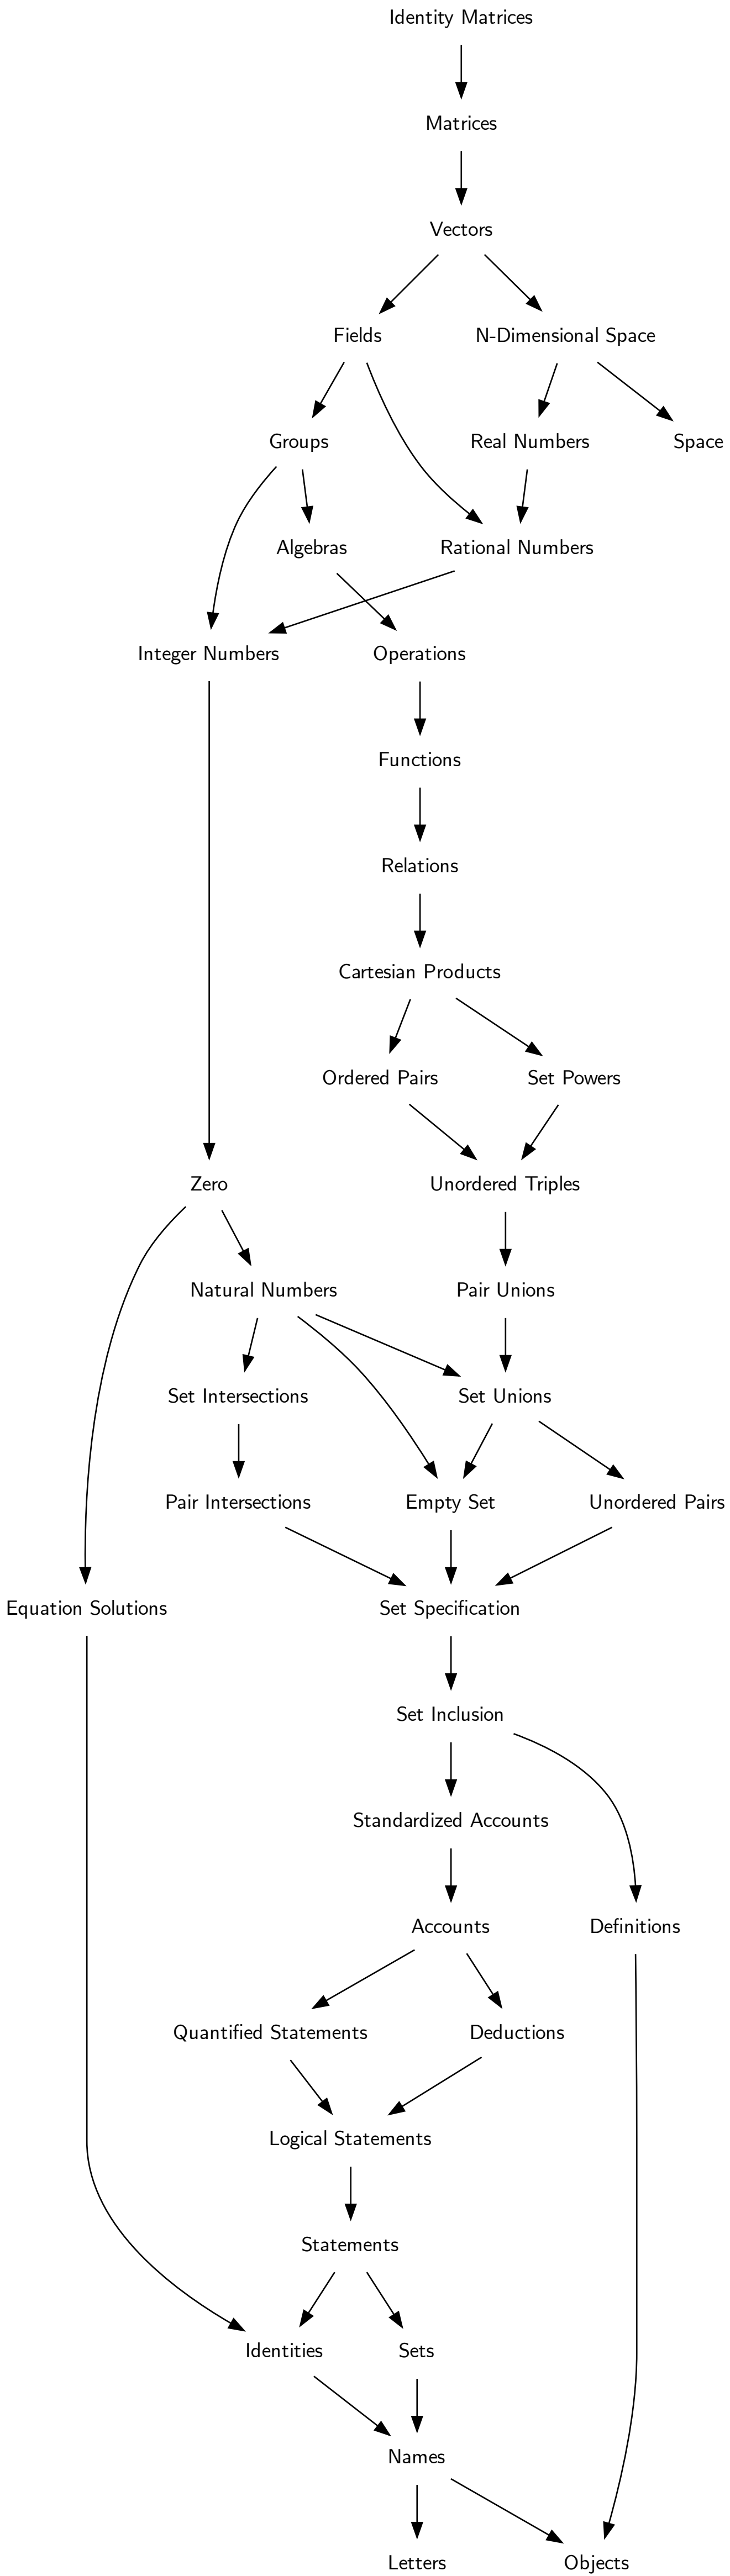 Identity Matrices
Matrices
Vectors
Fields
N-Dimensional Space
Groups
Real Numbers
Space
Algebras
Rational Numbers
Integer Numbers
Operations
Functions
Relations
Cartesian Products
Ordered Pairs
Set Powers
Zero
Unordered Triples
Natural Numbers
Pair Unions
Set Intersections
Set Unions
Pair Intersections
Empty Set
Unordered Pairs
Equation Solutions
Set Specification
Set Inclusion
Standardized Accounts
Accounts
Definitions
Quantified Statements
Deductions
Logical Statements
Statements
Identities
Sets
Names
Letters
Objects